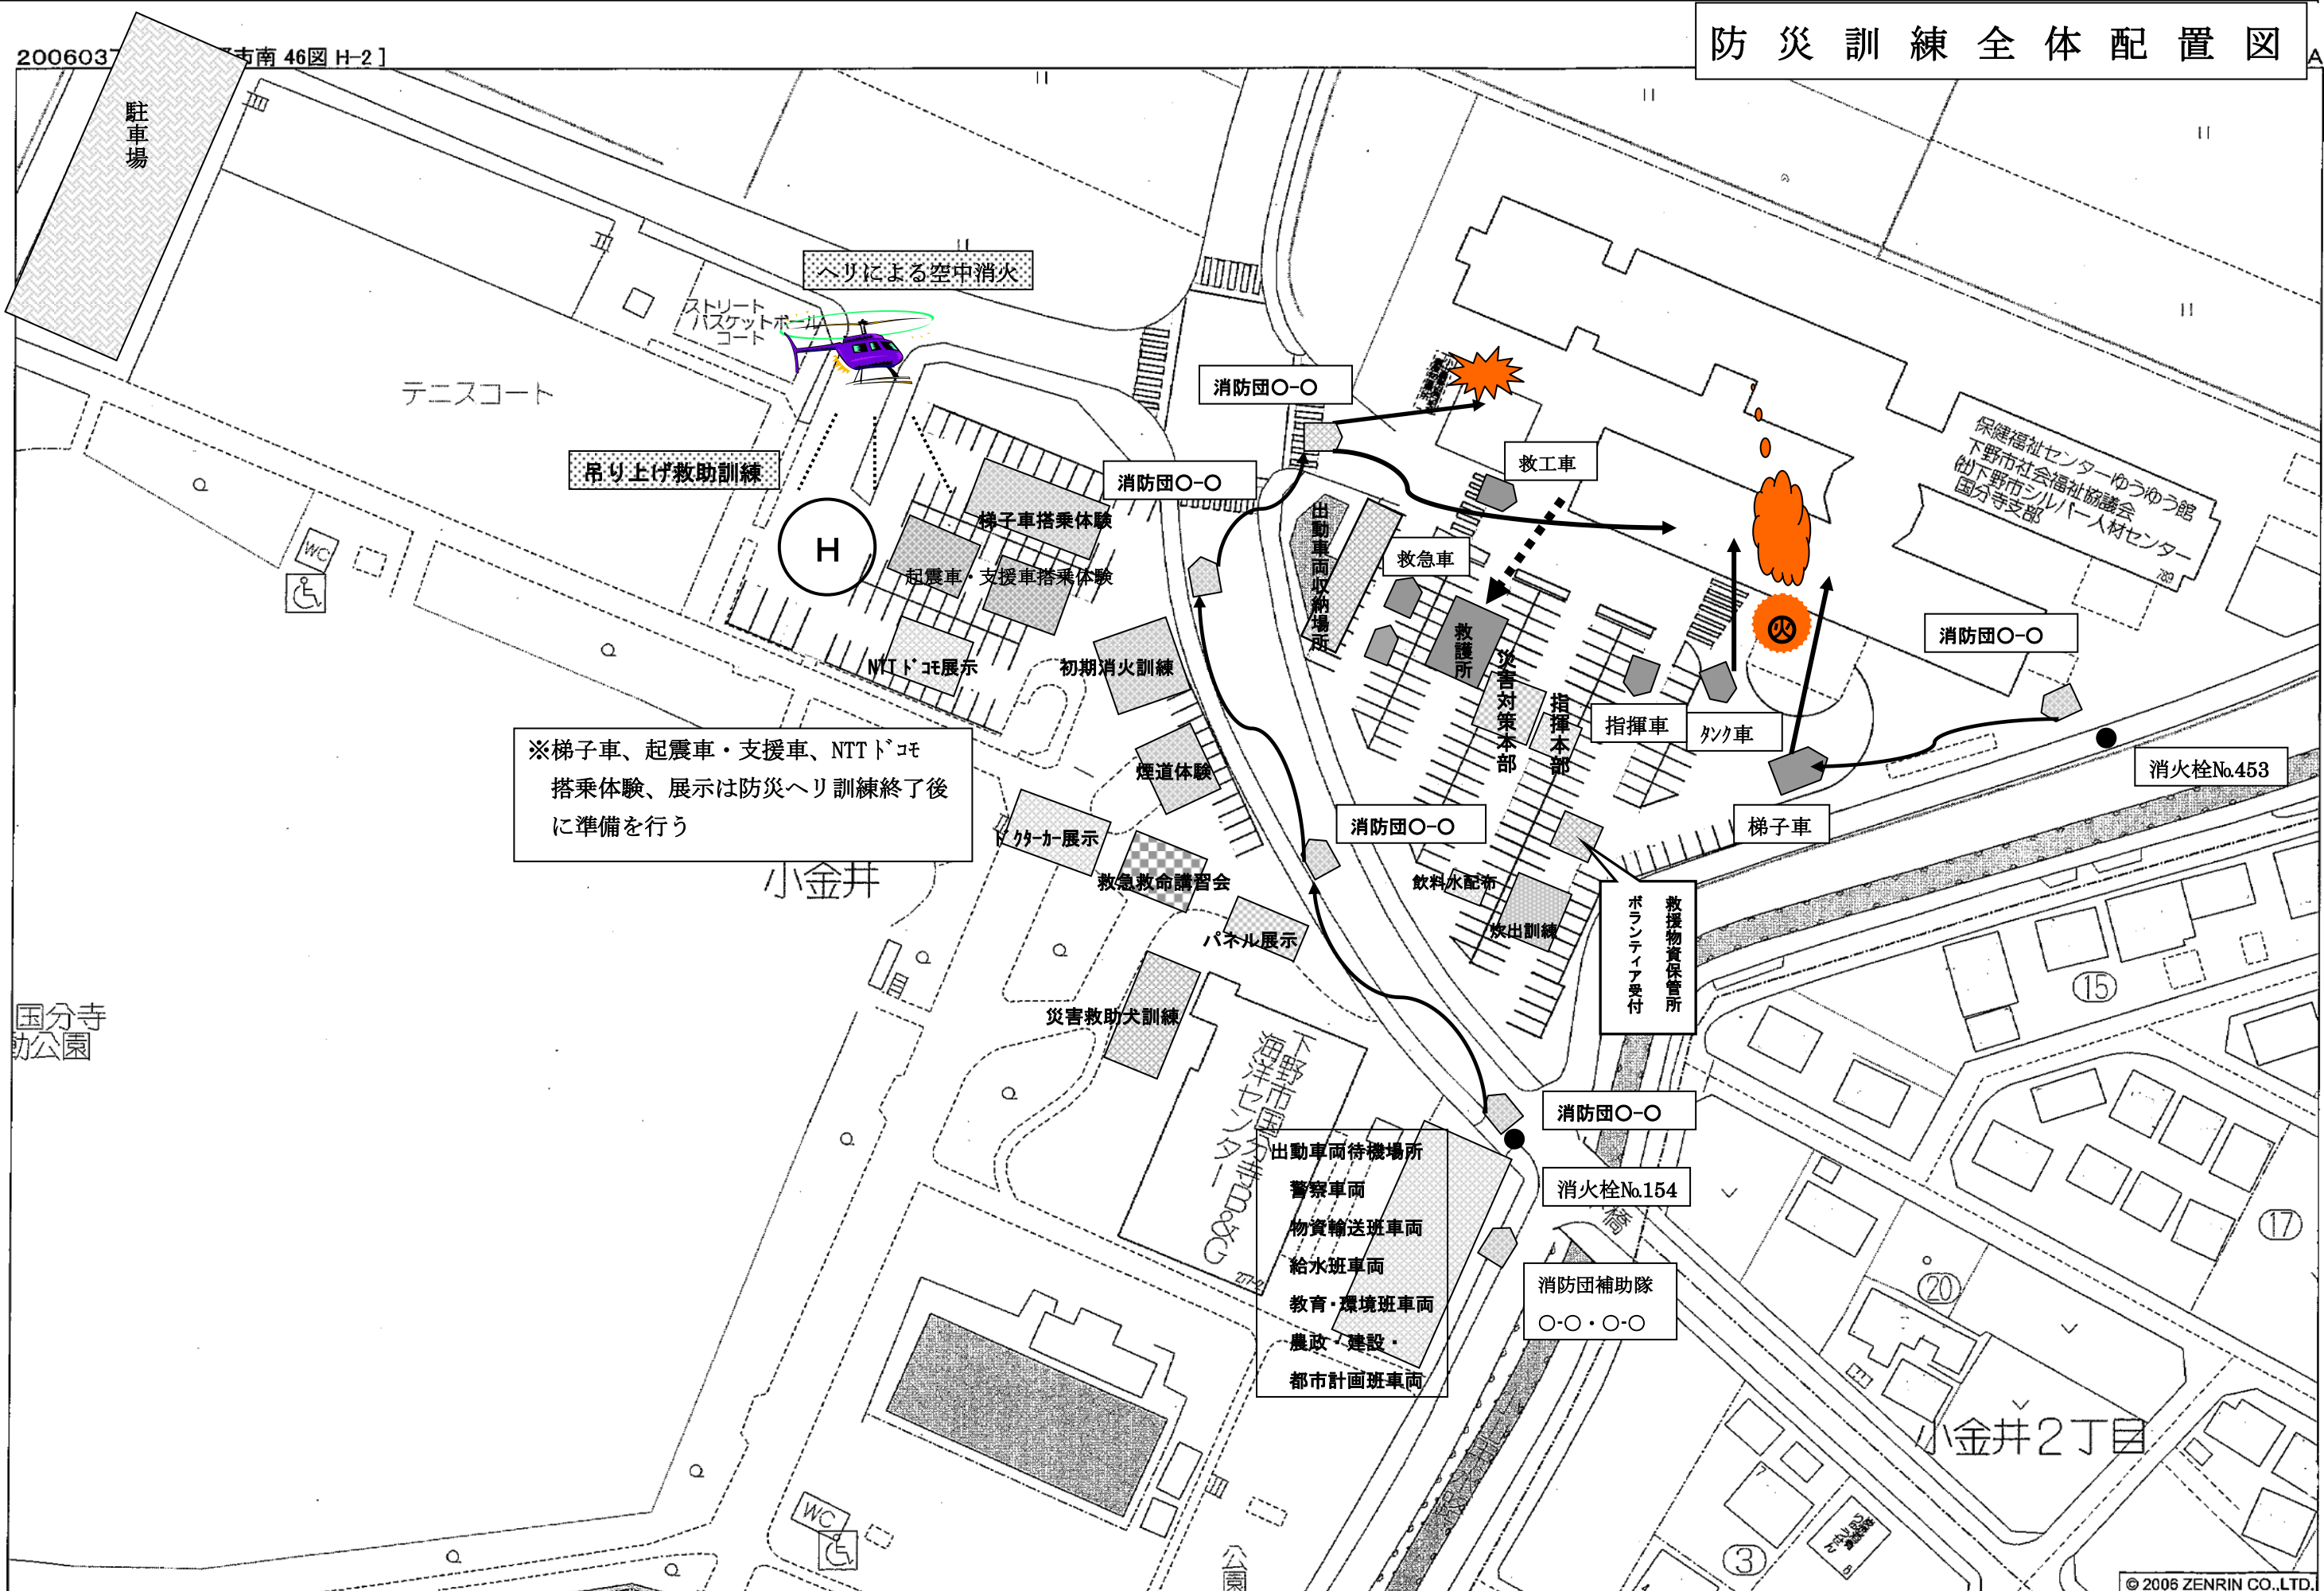 防災訓練全体配置図
200603
市南 46図 H-2 ]
A
駐車場
ヘリによる空中消火
ストリート
バスケットボール
コート
テニスコート
消防団○-○
吊り上げ救助訓練
消防団○-○
救工車
保健福祉センターゆうゆう館
下野市社会福祉協議会
㈳下野市シルバー人材センター
国分寺支部
789
梯子車搭乗体験
H
起震車・支援車搭乗体験
出動車両収納場所
救急車
WC
救護所
火
消防団○-○
NTTドコモ展示
初期消火訓練
災害対策本部
指揮本部
指揮車
タンク車
※梯子車、起震車・支援車、NTTドコモ
搭乗体験、展示は防災ヘリ訓練終了後
に準備を行う
煙道体験
消火栓№453
ドクターカー展示
消防団○-○
梯子車
小金井
救急救命講習会
飲料水配布
炊出訓練
救援物資保管所
ボランティア受付
パネル展示
15
国分寺
動公園
災害救助犬訓練
下野市国分寺B&G
海洋センター
277-2
消防団○-○
出動車両待機場所
警察車両
物資輸送班車両
給水班車両
教育・環境班車両
農政・建設・
都市計画班車両
消火栓№154
橋
17
消防団補助隊
○-○・○-○
20
小金井2丁目
7
WC
公園
3
8
© 2006 ZENRIN CO.,LTD